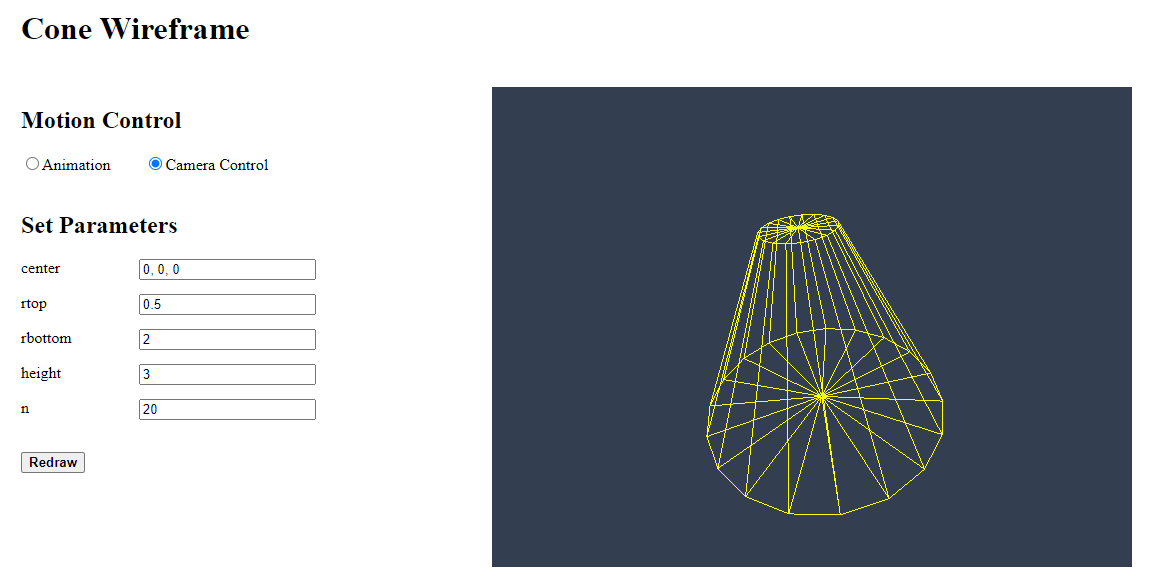 Cone Wireframe
Motion Control
Animation Camera Control
Set Parameters
center 0, 0, 0
rtop 0.5
rbottom 2
height 3
n 20
Redraw